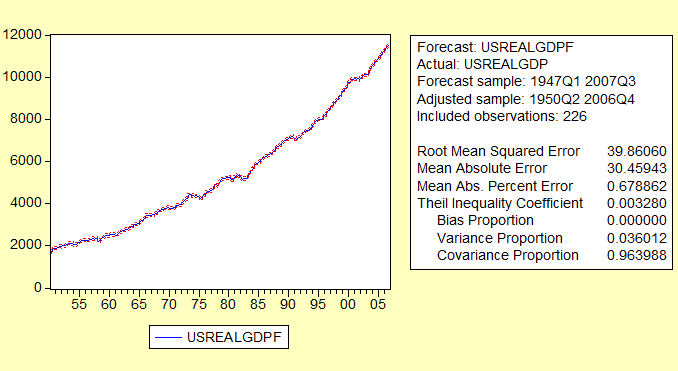 12000
10000
8000
6000
4000
2000
0
55 60 65 70 75 80 85 90 95 00 05
USREALGDPF
Forecast: USREALGDPF
Actual: USREALGDP
Forecast sample: 1947Q1 2007Q3
Adjusted sample: 1950Q2 2006Q4
Included observations: 226
Root Mean Squared Error 39.86060
Mean Absolute Error 30.45943
Mean Abs. Percent Error 0.678862
Theil Inequality Coefficient 0.003280
Bias Proportion 0.000000
Variance Proportion 0.036012
Covariance Proportion 0.963988